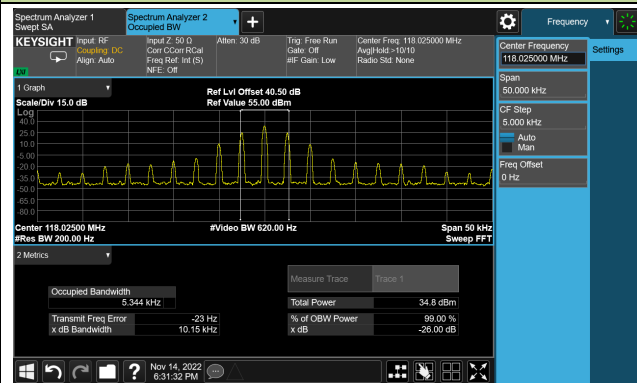 Spectrum Analyzer 1
Swept SA
Spectrum Analyzer 2
Occupied BW
Frequency
KEYSIGHT
Input: RF
Coupling: DC
Align: Auto
Input Z: 50 Ω
Corr CCorr RCal
Freq Ref: Int (S)
NFE: Off
Atten: 30 dB
Trig: Free Run
Gate: Off
#IF Gain: Low
Center Freq: 118.025000 MHz
Avg|Hold:>10/10
Radio Std: None
LXI
Center Frequency
118.025000 MHz
Settings
Span
50.000 kHz
CF Step
5.000 kHz
Auto
Man
Freq Offset
0 Hz
1 Graph
Scale/Div 15.0 dB
Ref Lvl Offset 40.50 dB
Ref Value 55.00 dBm
Log
40.0
25.0
10.0
-5.00
-20.0
-35.0
-50.0
-65.0
-80.0
Center 118.02500 MHz
#Res BW 200.00 Hz
#Video BW 620.00 Hz
Span 50 kHz
Sweep FFT
2 Metrics
Measure Trace
Trace 1
Occupied Bandwidth
5.344 kHz
Total Power
34.8 dBm
Transmit Freq Error
-23 Hz
% of OBW Power
99.00 %
x dB Bandwidth
10.15 kHz
x dB
-26.00 dB
?
Nov 14, 2022
6:31:32 PM